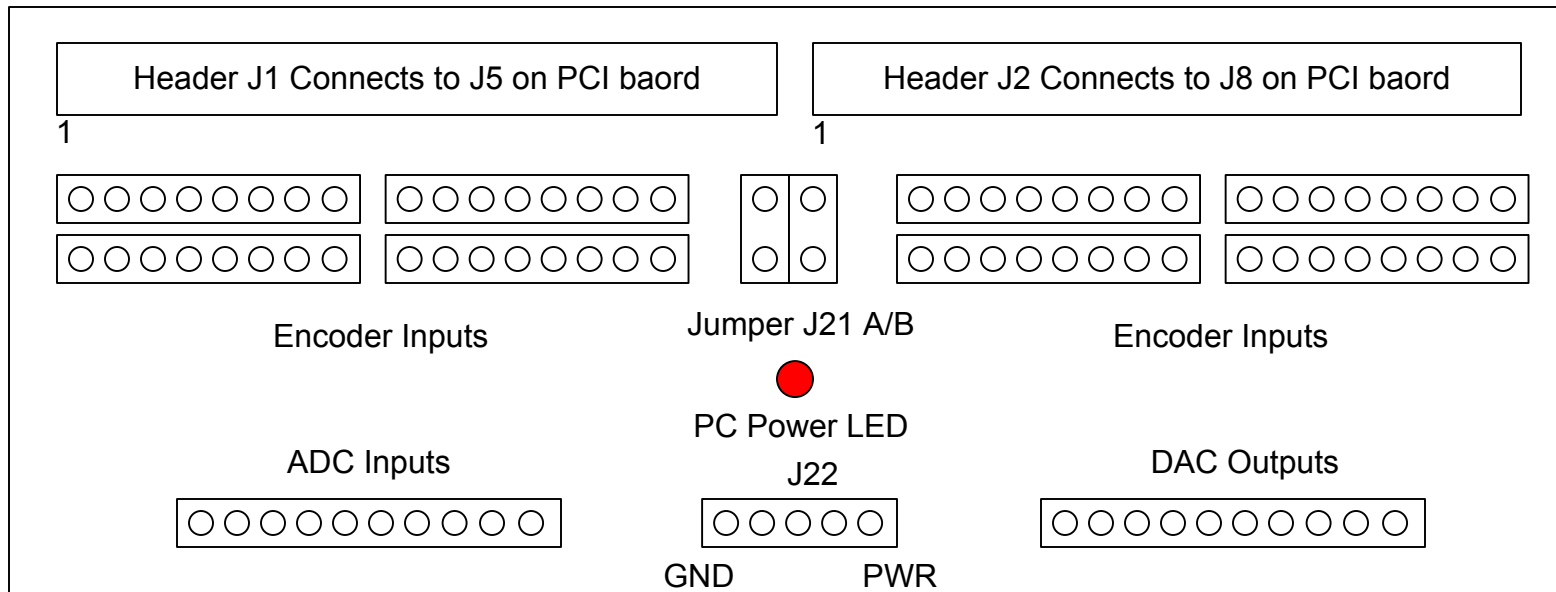 Header J1 Connects to J5 on PCI baord
Header J2 Connects to J8 on PCI baord
1
1
Encoder Inputs
Jumper J21 A/B
Encoder Inputs
PC Power LED
ADC Inputs
J22
DAC Outputs
GND
PWR